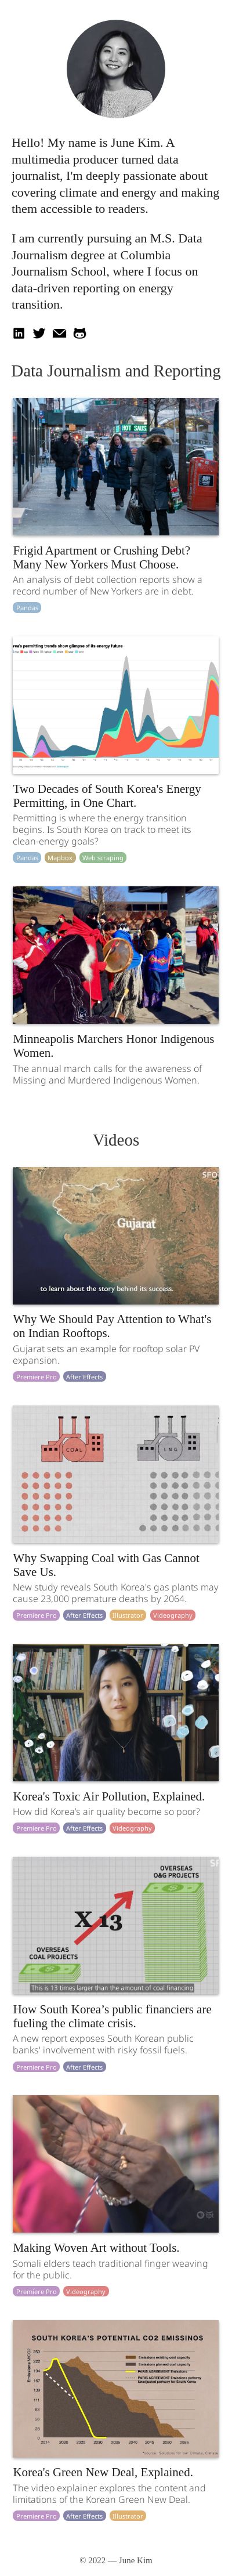 Hello! My name is June Kim. A
multimedia producer turned data
journalist, I'm deeply passionate about
covering climate and energy and making
them accessible to readers.
I am currently pursuing an M.S. Data
Journalism degree at Columbia
Journalism School, where I focus on
data-driven reporting on energy
transition.
in
Data Journalism and Reporting
HOT SALADS
Frigid Apartment or Crushing Debt?
Many New Yorkers Must Choose.
An analysis of debt collection reports show a
record number of New Yorkers are in debt.
Pandas
rea's permitting trends show glimpses of its energy future
Two Decades of South Korea's Energy
Permitting, in One Chart.
Permitting is where the energy transition
begins. Is South Korea on track to meet its
clean-energy goals?
Pandas Mapbox Web scraping
Minneapolis Marchers Honor Indigenous
Women.
The annual march calls for the awareness of
Missing and Murdered Indigenous Women.
Videos
SFO
Gujarat
to learn about the story behind its success.
Why We Should Pay Attention to What's
on Indian Rooftops.
Gujarat sets an example for rooftop solar PV
expansion.
Premiere Pro After Effects
COAL
LNG
Why Swapping Coal with Gas Cannot
Save Us.
New study reveals South Korea's gas plants may
cause 23,000 premature deaths by 2064.
Premiere Pro After Effects Illustrator Videography
Korea's Toxic Air Pollution, Explained.
How did Korea's air quality become so poor?
Premiere Pro After Effects Videography
OVERSEAS
O&G PROJECTS
X 13
OVERSEAS
COAL PROJECTS
This is 13 times larger than the amount of coal financing
How South Korea’s public financiers are
fueling the climate crisis.
A new report exposes South Korean public
banks' involvement with risky fossil fuels.
Premiere Pro After Effects
Making Woven Art without Tools.
Somali elders teach traditional finger weaving
for the public.
Premiere Pro Videography
SOUTH KOREA'S POTENTIAL CO2 EMISSINOS
Korea's Green New Deal, Explained.
The video explainer explores the content and
limitations of the Korean Green New Deal.
Premiere Pro After Effects Illustrator
© 2022 — June Kim